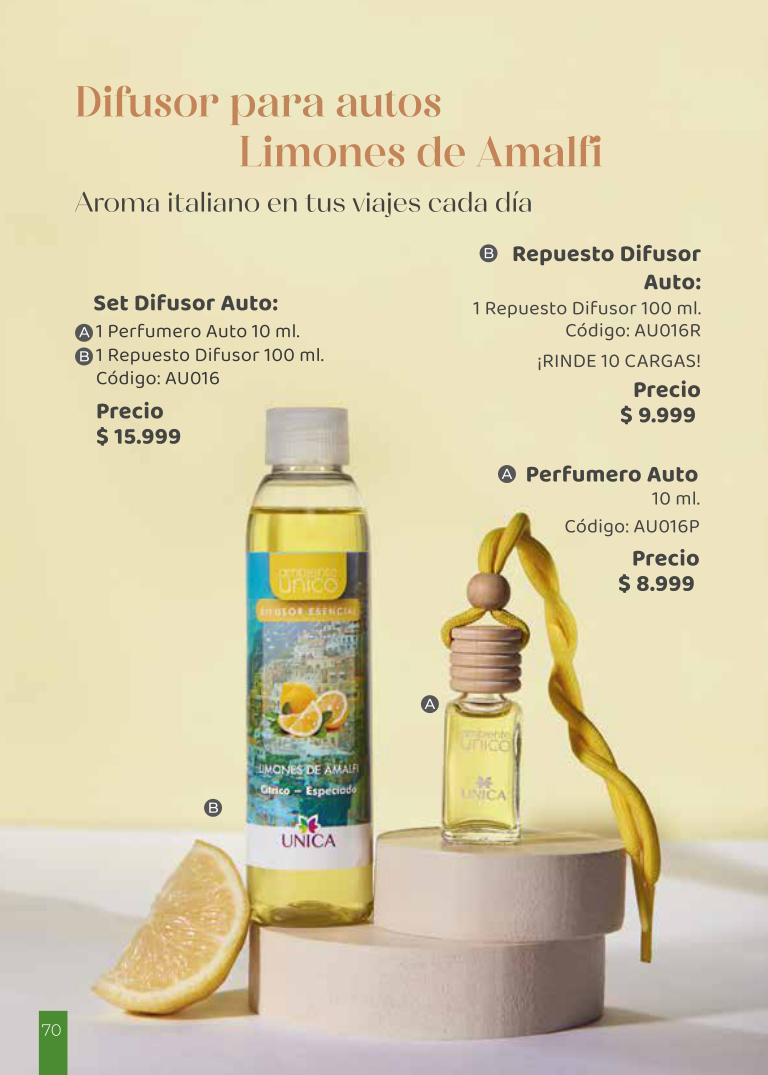 Difusor para autos
Limones de Amalfi
Aroma italiano en tus viajes cada día
Set Difusor Auto:
A 1 Perfumero Auto 10 ml.
B 1 Repuesto Difusor 100 ml.
Código: AU016
Precio
$ 15.999
B Repuesto Difusor
Auto:
1 Repuesto Difusor 100 ml.
Código: AU016R
¡RINDE 10 CARGAS!
Precio
$ 9.999
A Perfumero Auto
10 ml.
Código: AU016P
Precio
$ 8.999
ambiente
unico
DIFUSOR ESENCIAL
LIMONES DE AMALFI
Cítrico – Especiado
UNICA
B
A
ambiente
unico
UNICA
70